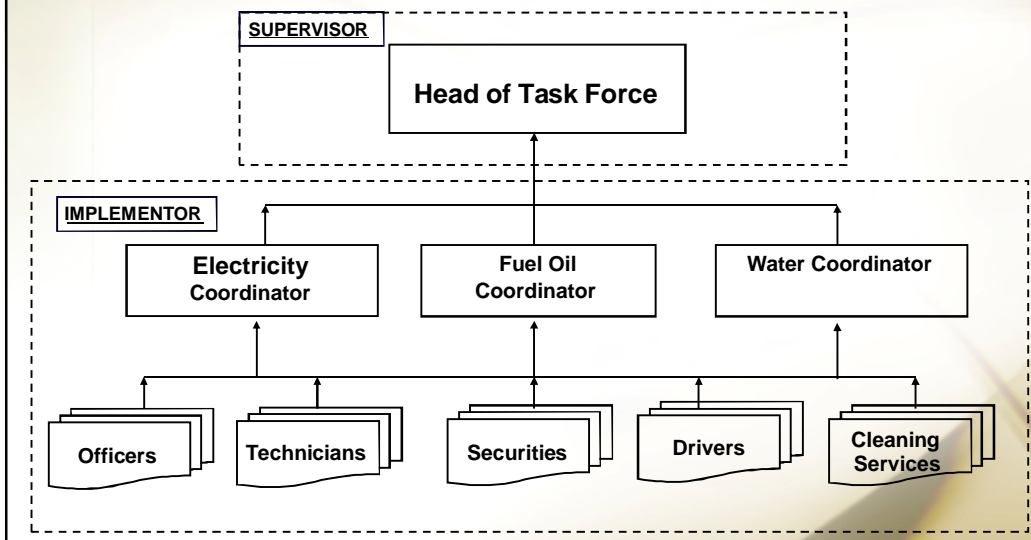 SUPERVISOR
Head of Task Force
IMPLEMENTOR
Electricity
Coordinator
Fuel Oil
Coordinator
Water Coordinator
Officers
Technicians
Securities
Drivers
Cleaning
Services